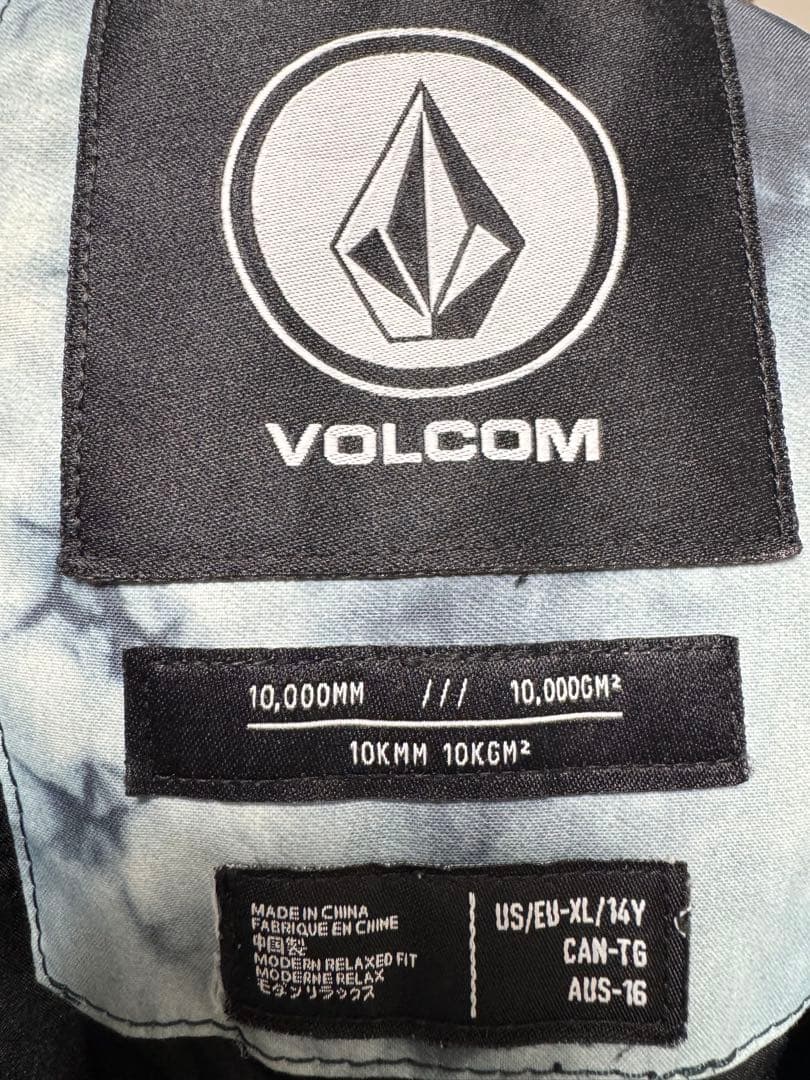 VOLCOM
10,000MM /// 10,000GM²
10KMM 10KGM²
MADE IN CHINA
FABRIQUE EN CHINE
中国製
MODERN RELAXED FIT
MODERNE RELAX
モダンリラックス
US/EU-XL/14Y
CAN-TG
AUS-16